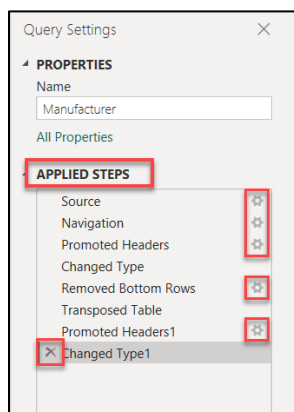 Query Settings
PROPERTIES
Name
Manufacturer
All Properties
APPLIED STEPS
Source
Navigation
Promoted Headers
Changed Type
Removed Bottom Rows
Transposed Table
Promoted Headers1
Changed Type1